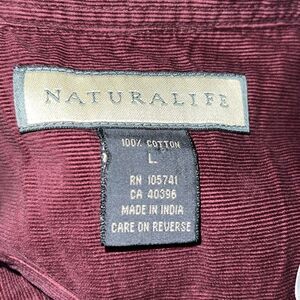 NATURALIFE
100% COTTON
L
RN 105741
CA 40396
MADE IN INDIA
CARE ON REVERSE